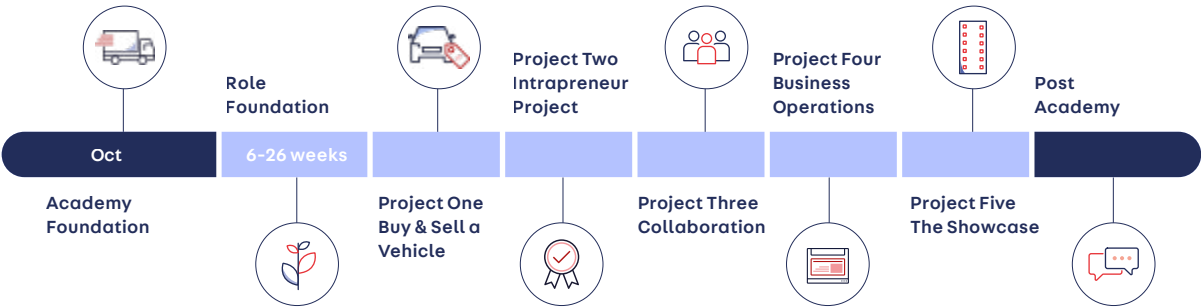 Oct
Academy
Foundation
Role
Foundation
6-26 weeks
Project One
Buy & Sell a
Vehicle
Project Two
Intrapreneur
Project
Project Three
Collaboration
Project Four
Business
Operations
Project Five
The Showcase
Post
Academy